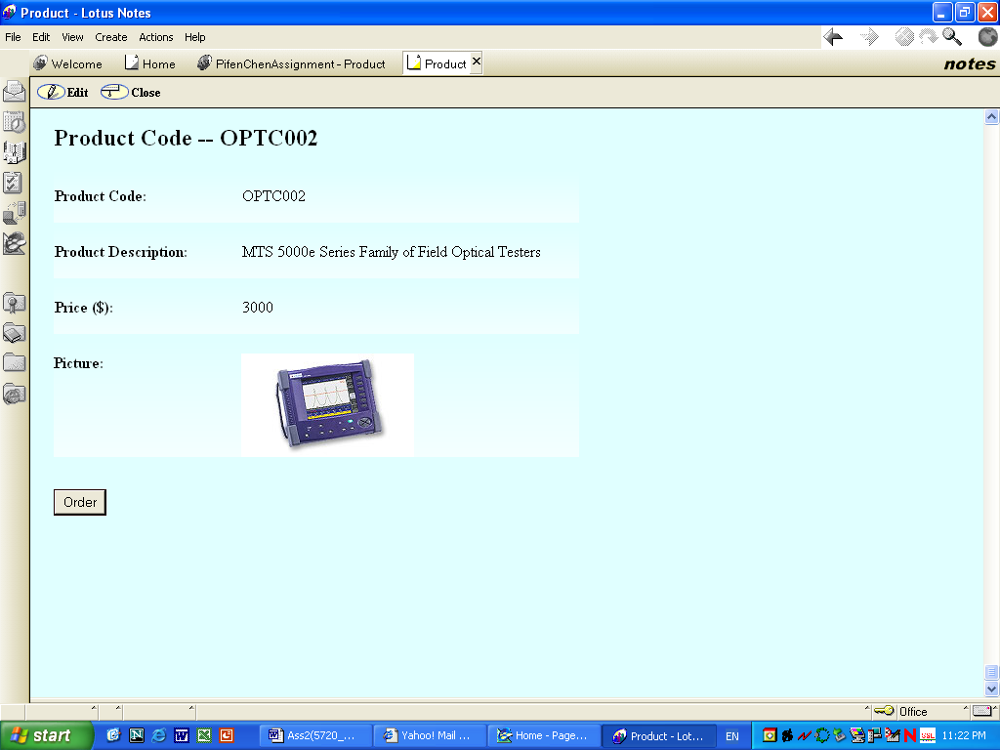 Product - Lotus Notes
File Edit View Create Actions Help
Welcome Home PifenChenAssignment - Product Product notes
Edit Close
Product Code -- OPTC002
Product Code: OPTC002
Product Description: MTS 5000e Series Family of Field Optical Testers
Price ($): 3000
Picture:
Order
Office
start Ass2(5720_... Yahoo! Mail ... Home - Page... Product - Lot... EN 11:22 PM